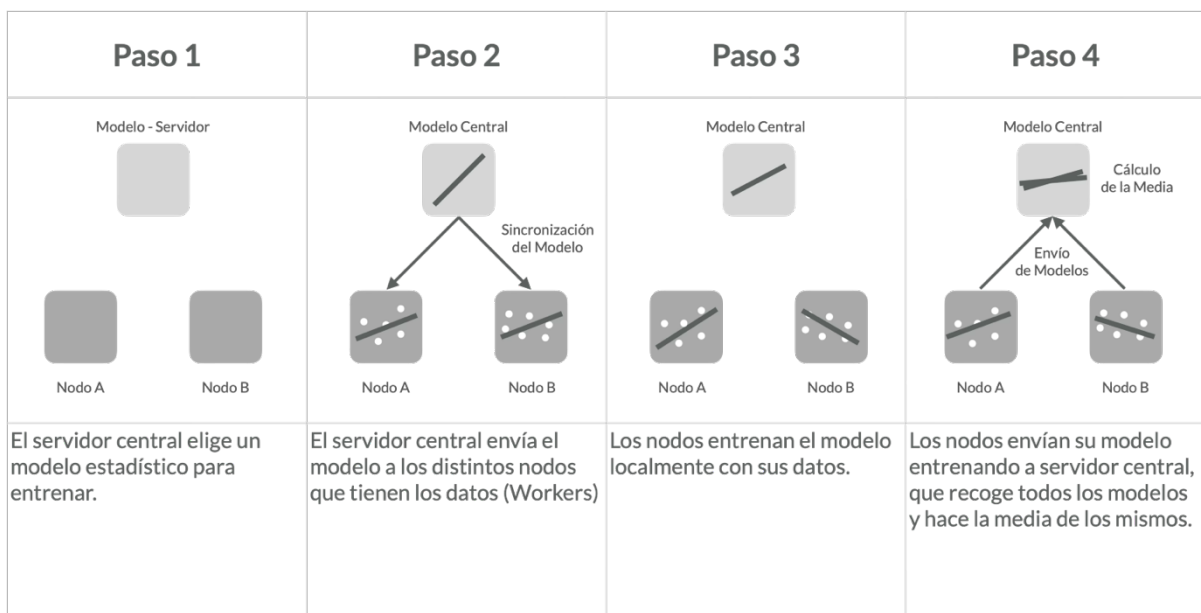 Paso 1
Paso 2
Paso 3
Paso 4
Modelo - Servidor
Nodo A
Nodo B
Modelo Central
Sincronización
del Modelo
Nodo A
Nodo B
Modelo Central
Nodo A
Nodo B
Modelo Central
Cálculo
de la Media
Envío
de Modelos
Nodo A
Nodo B
El servidor central elige un
modelo estadístico para
entrenar.
El servidor central envía el
modelo a los distintos nodos
que tienen los datos (Workers)
Los nodos entrenan el modelo
localmente con sus datos.
Los nodos envían su modelo
entrenando a servidor central,
que recoge todos los modelos
y hace la media de los mismos.